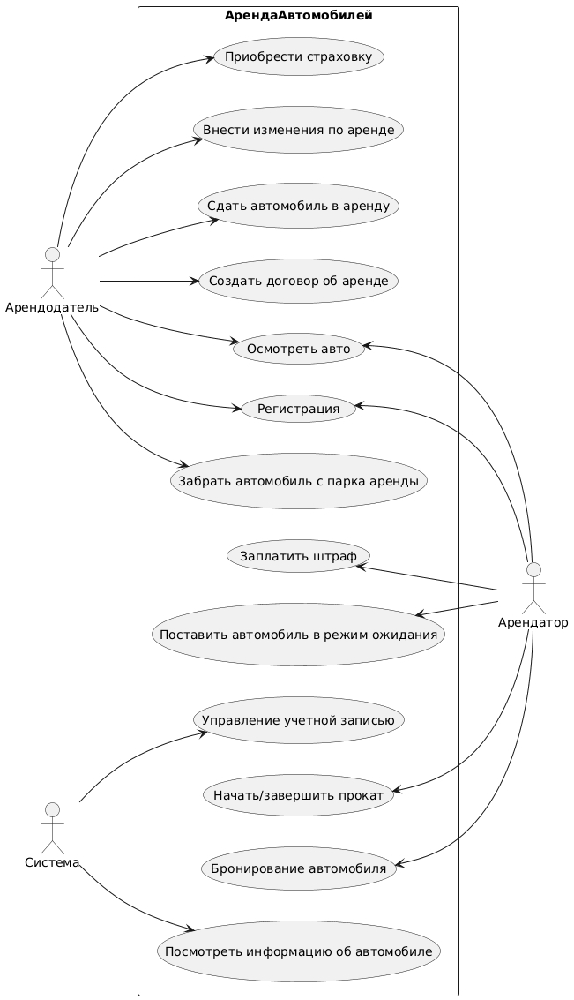 АрендаАвтомобилей
Приобрести страховку
Внести изменения по аренде
Сдать автомобиль в аренду
Создать договор об аренде
Арендодатель
Осмотреть авто
Регистрация
Забрать автомобиль с парка аренды
Заплатить штраф
Арендатор
Поставить автомобиль в режим ожидания
Управление учетной записью
Начать/завершить прокат
Система
Бронирование автомобиля
Посмотреть информацию об автомобиле